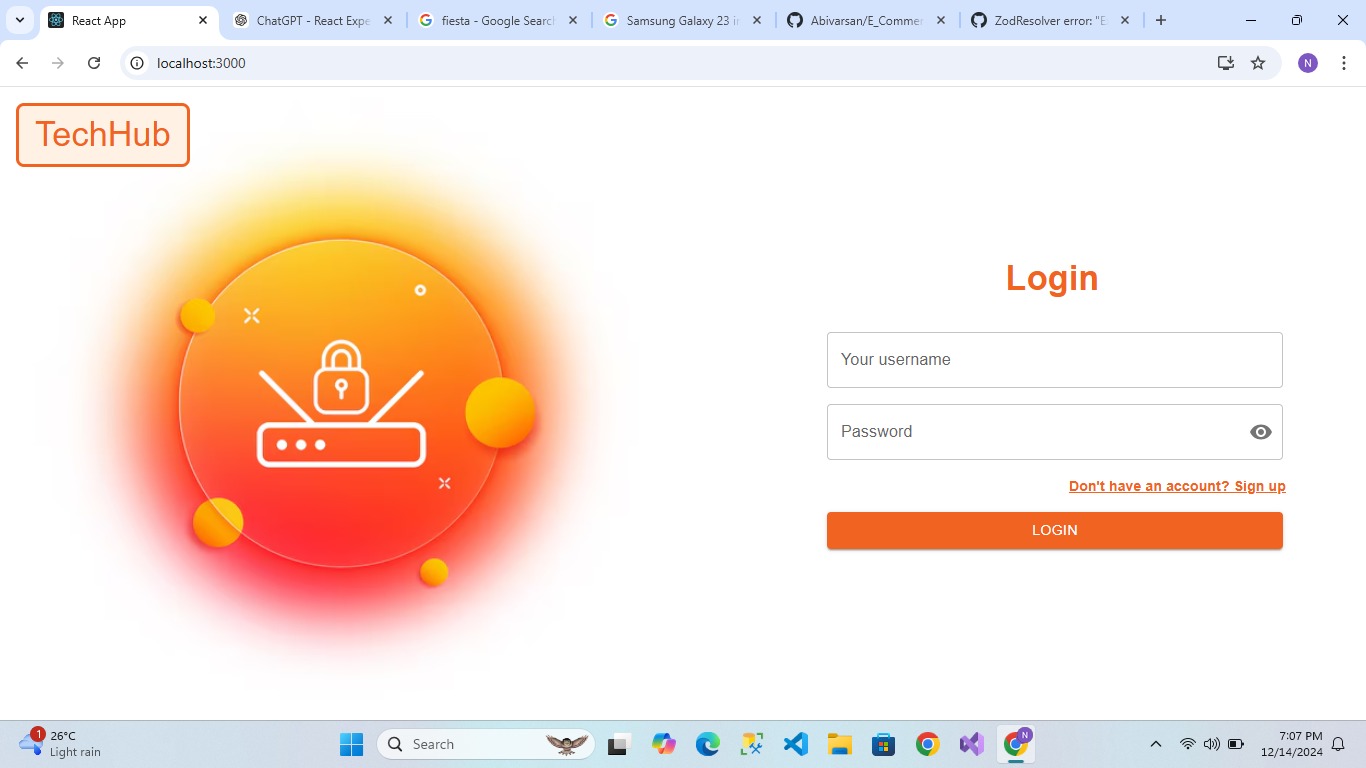 React App
ChatGPT - React Expe
fiesta - Google Search
Samsung Galaxy 23 in
Abivarsan/E_Commer
ZodResolver error: "E
localhost:3000
N
TechHub
Login
Your username
Password
Don't have an account? Sign up
LOGIN
1
26°C
Light rain
Search
N
7:07 PM
12/14/2024